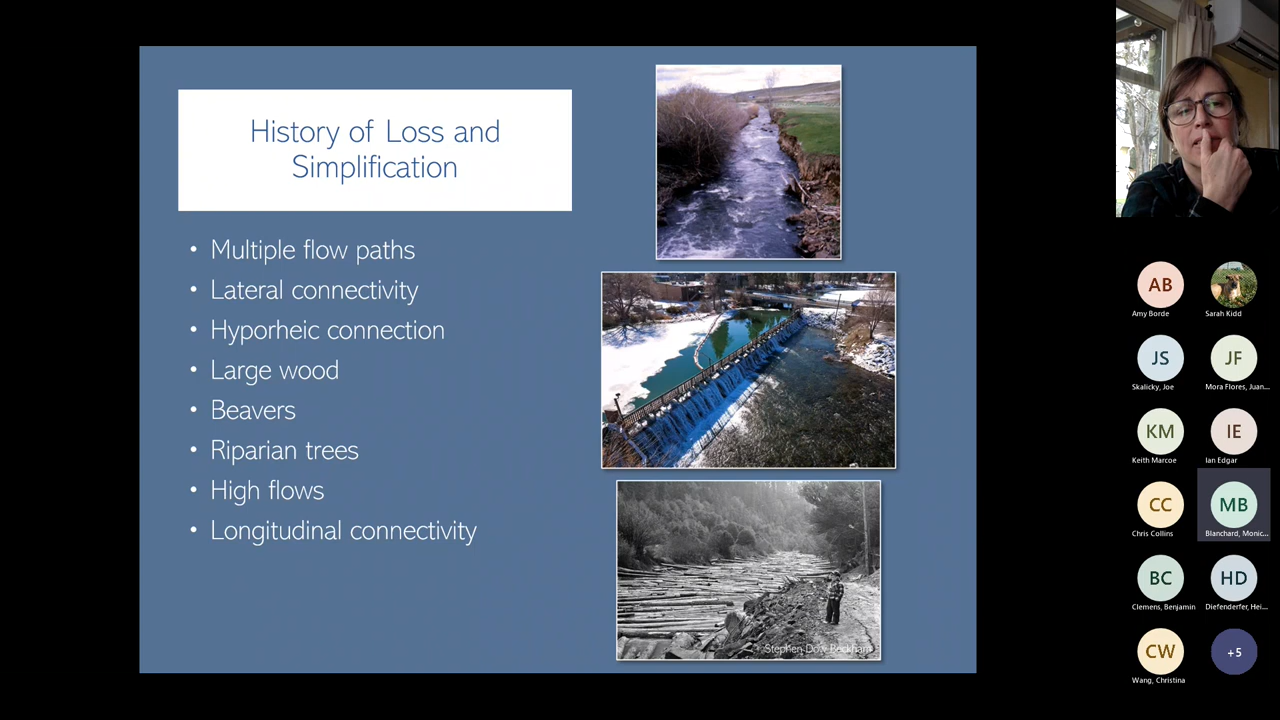 History of Loss and
Simplification
• Multiple flow paths
• Lateral connectivity
• Hyporheic connection
• Large wood
• Beavers
• Riparian trees
• High flows
• Longitudinal connectivity
Stephen Dow Beckham
AB
Amy Borde
Sarah Kidd
JS
Skalicky, Joe
JF
Mora Flores, Juan...
KM
Keith Marcoe
IE
Ian Edgar
CC
Chris Collins
MB
Blanchard, Monic...
BC
Clemens, Benjamin
HD
Diefenderfer, Hei...
CW
Wang, Christina
+5